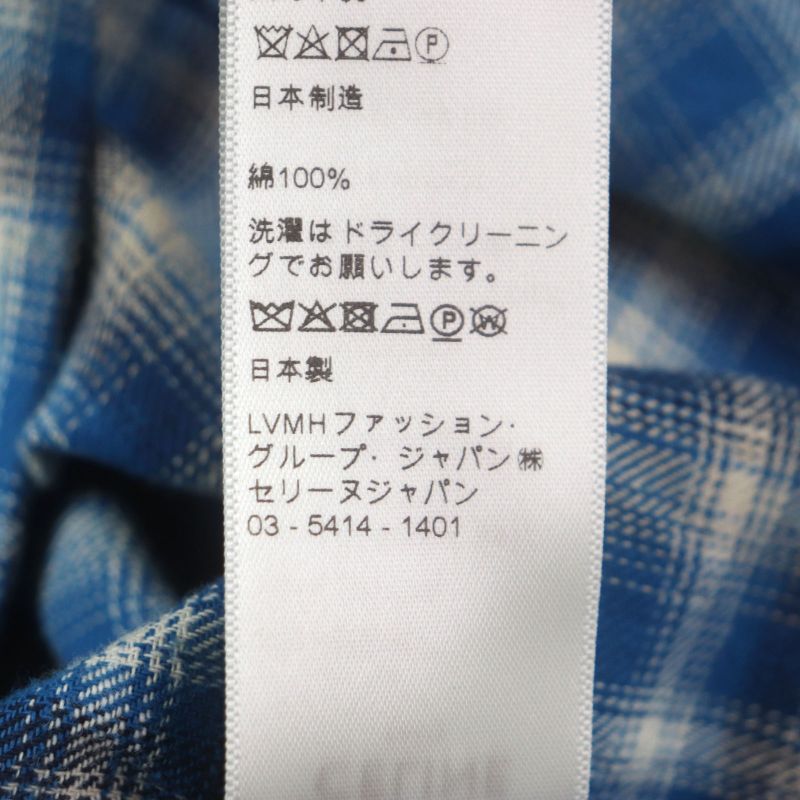 日本制造
綿100%
洗濯はドライクリーニン
グでお願いします。
日本製
LVMHファッション・
グループ・ジャパン㈱
セリーヌジャパン
03 - 5414 - 1401